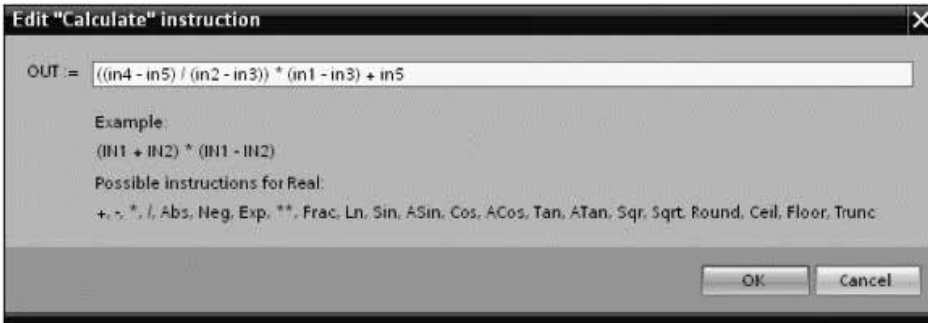 Edit "Calculate" instruction
OUT := ((in4 - in5) / (in2 - in3)) * (in1 - in3) + in5
Example:
(IN1 + IN2) * (IN1 - IN2)
Possible instructions for Real:
+, -, *, /, Abs, Neg, Exp, **, Frac, Ln, Sin, ASin, Cos, ACos, Tan, ATan, Sqr, Sqrt, Round, Ceil, Floor, Trunc
OK Cancel